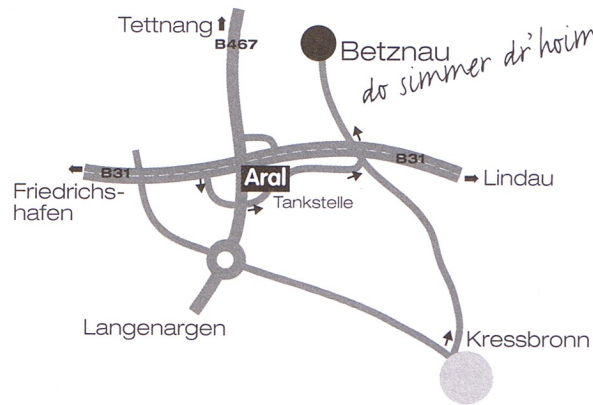 Tettnang
B467
Betznau
do simmer dr' hoim
B31
B31
Aral
Lindau
Friedrichs-
hafen
Tankstelle
Langenargen
Kressbronn